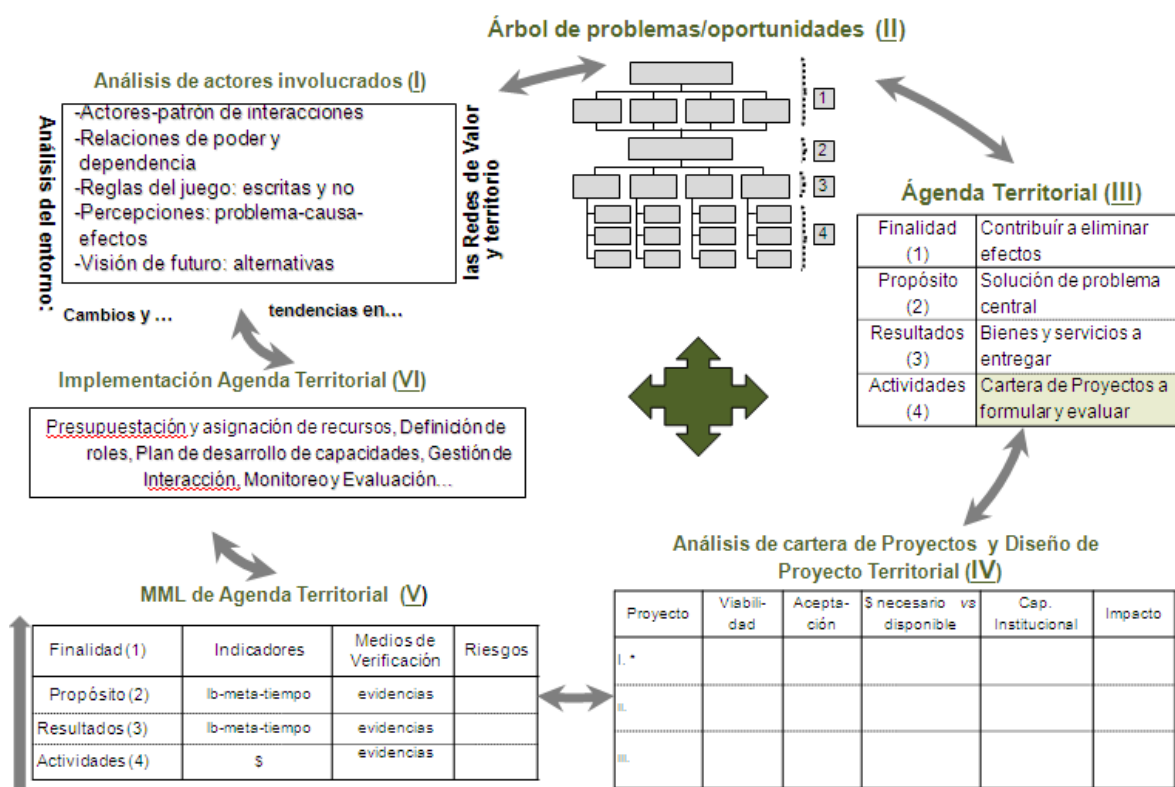 Árbol de problemas/oportunidades (II)
1
2
3
4
Análisis de actores involucrados (I)
Análisis del entorno:
-Actores-patrón de interacciones
-Relaciones de poder y
dependencia
-Reglas del juego: escritas y no
-Percepciones: problema-causa-
efectos
-Visión de futuro: alternativas
las Redes de Valor
y territorio
Cambios y ...
tendencias en...
Ágenda Territorial (III)
Finalidad
(1)
Contribuír a eliminar
efectos
Propósito
(2)
Solución de problema
central
Resultados
(3)
Bienes y servicios a
entregar
Actividades
(4)
Cartera de Proyectos a
formular y evaluar
Implementación Agenda Territorial (VI)
Presupuestación y asignación de recursos, Definición de
roles, Plan de desarrollo de capacidades, Gestión de
Interacción, Monitoreo y Evaluación...
Análisis de cartera de Proyectos y Diseño de
Proyecto Territorial (IV)
Proyecto
Viabili-
dad
Acepta-
ción
$ necesario vs
disponible
Cap.
Institucional
Impacto
I. *
II.
III.
MML de Agenda Territorial (V)
Finalidad (1)
Indicadores
Medios de
Verificación
Riesgos
Propósito (2)
lb-meta-tiempo
evidencias
Resultados (3)
lb-meta-tiempo
evidencias
Actividades (4)
$
evidencias